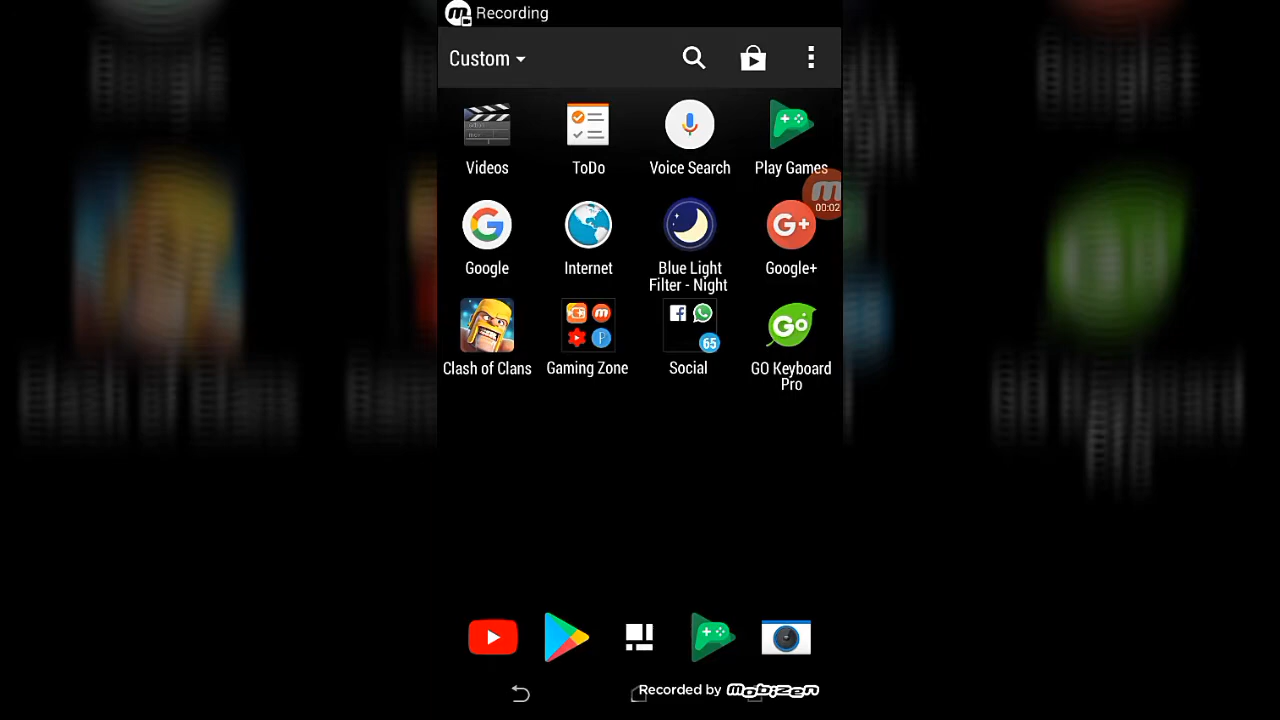 Recording
Custom
Videos
ToDo
Voice Search
Play Games
00:02
Google
Internet
Blue Light
Filter - Night
G+
Google+
65
Clash of Clans
Gaming Zone
Social
Go
GO Keyboard
Pro
Recorded by Mobizen